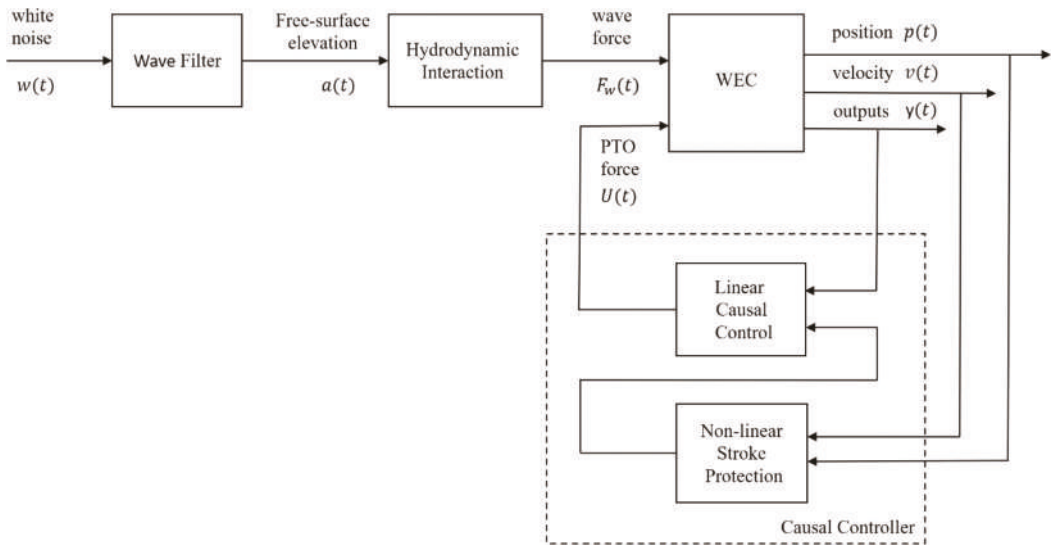 white
noise
w(t)
Wave Filter
Free-surface
elevation
a(t)
Hydrodynamic
Interaction
wave
force
F_w(t)
WEC
position p(t)
velocity v(t)
outputs y(t)
PTO
force
U(t)
Linear
Causal
Control
Non-linear
Stroke
Protection
Causal Controller